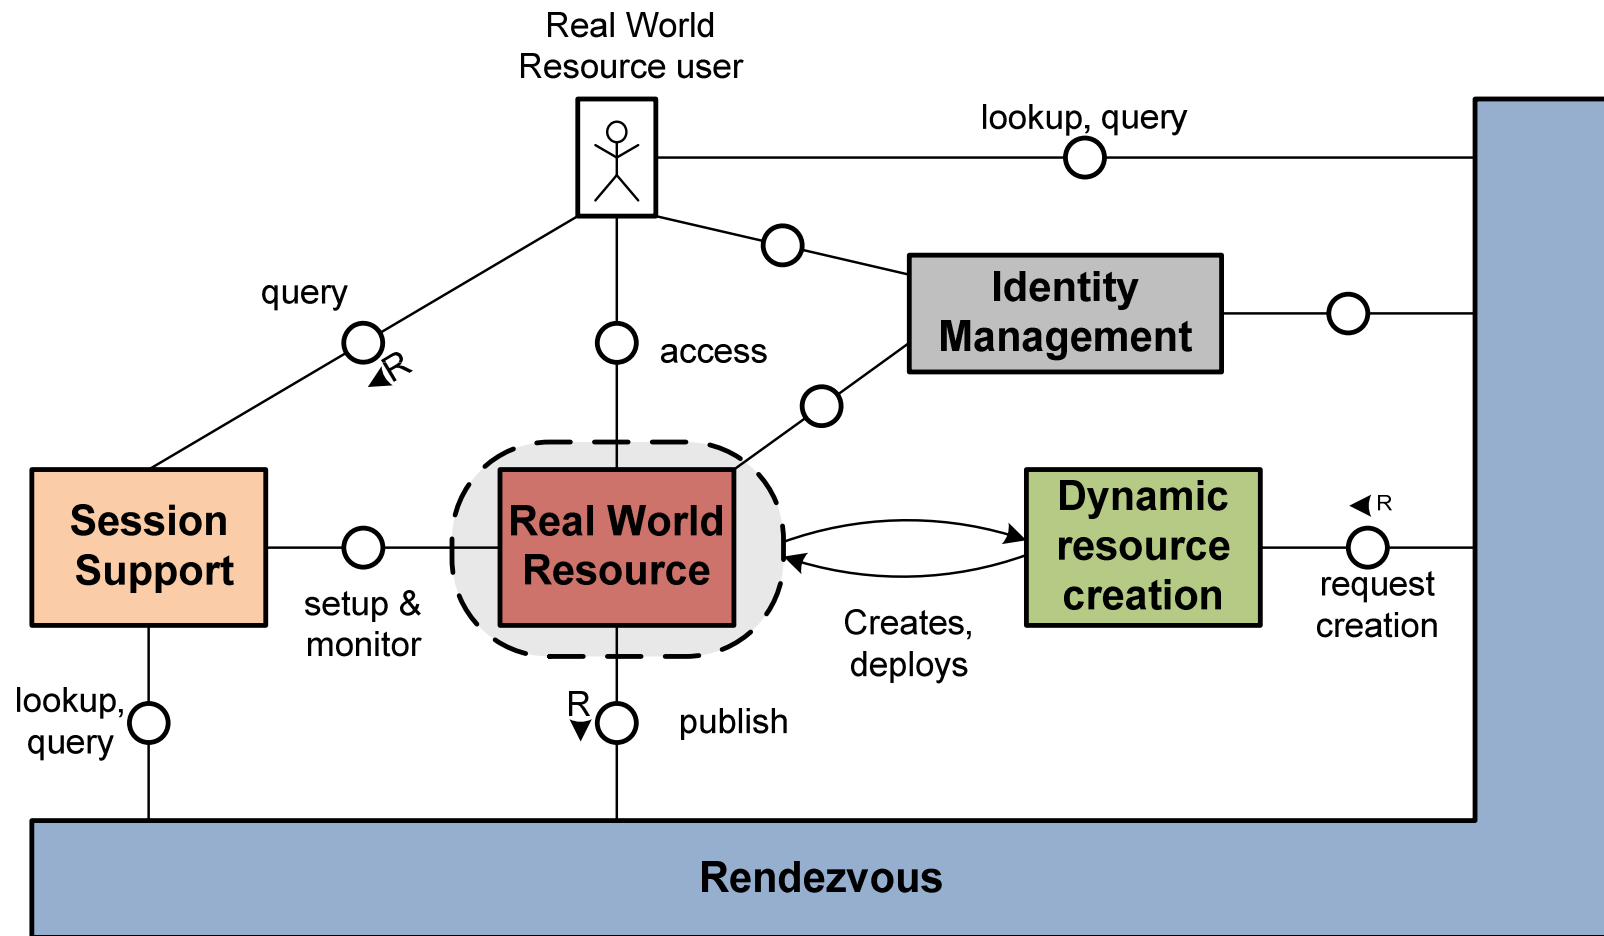 Real World
Resource user
lookup, query
Identity
Management
query
R
access
Session
Support
Real World
Resource
Dynamic
resource
creation
R
request
creation
setup &
monitor
Creates,
deploys
lookup,
query
R
publish
Rendezvous